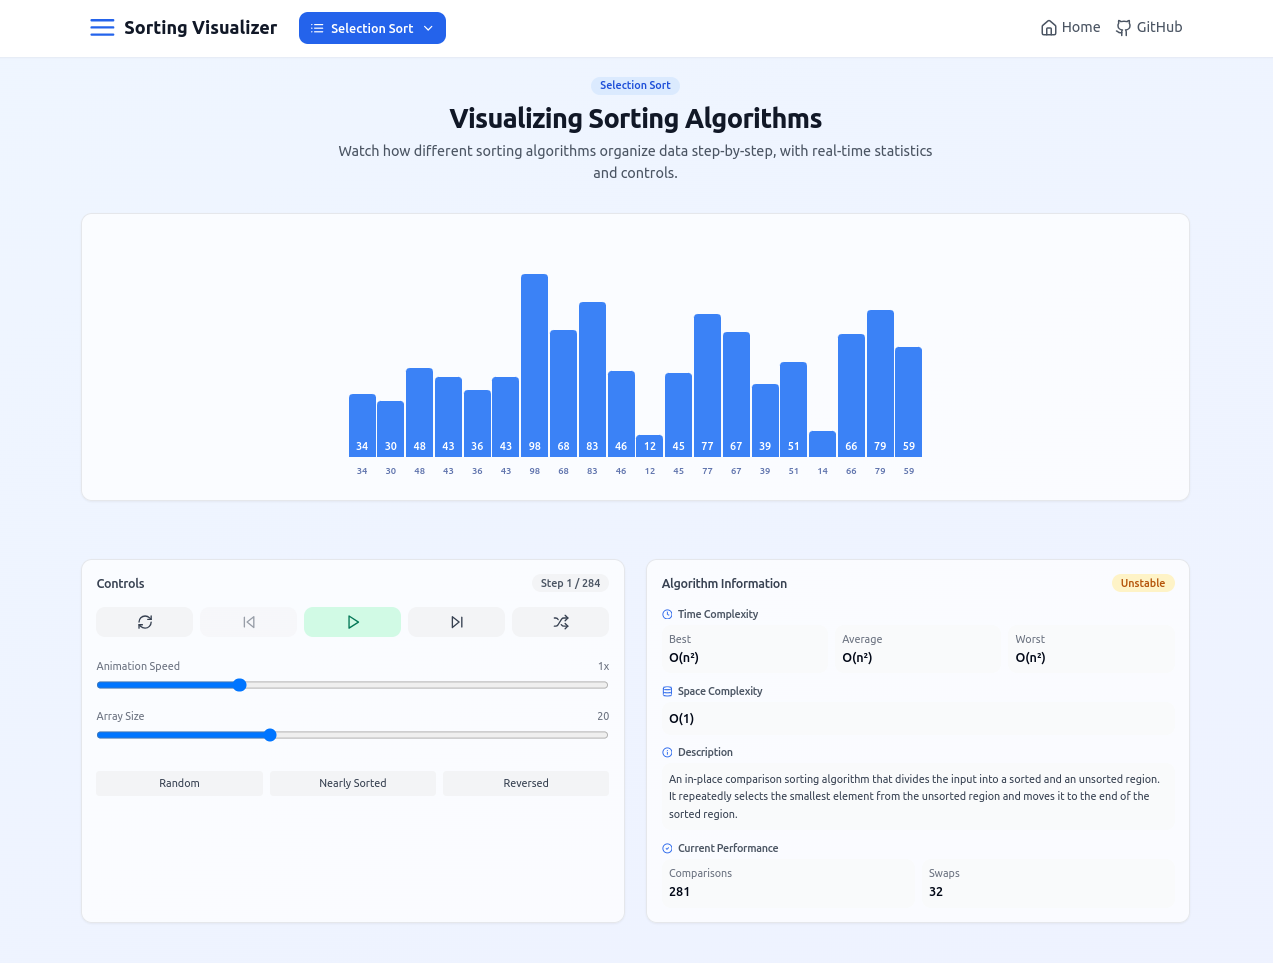 Sorting Visualizer
Selection Sort
Home
GitHub
Selection Sort
Visualizing Sorting Algorithms
Watch how different sorting algorithms organize data step-by-step, with real-time statistics
and controls.
34 30 48 43 36 43 98 68 83 46 12 45 77 67 39 51 66 79 59
34 30 48 43 36 43 98 68 83 46 12 45 77 67 39 51 14 66 79 59
Controls
Step 1 / 284
Animation Speed
1x
Array Size
20
Random
Nearly Sorted
Reversed
Algorithm Information
Unstable
Time Complexity
Best
Average
Worst
O(n²)
O(n²)
O(n²)
Space Complexity
O(1)
Description
An in-place comparison sorting algorithm that divides the input into a sorted and an unsorted region.
It repeatedly selects the smallest element from the unsorted region and moves it to the end of the
sorted region.
Current Performance
Comparisons
Swaps
281
32